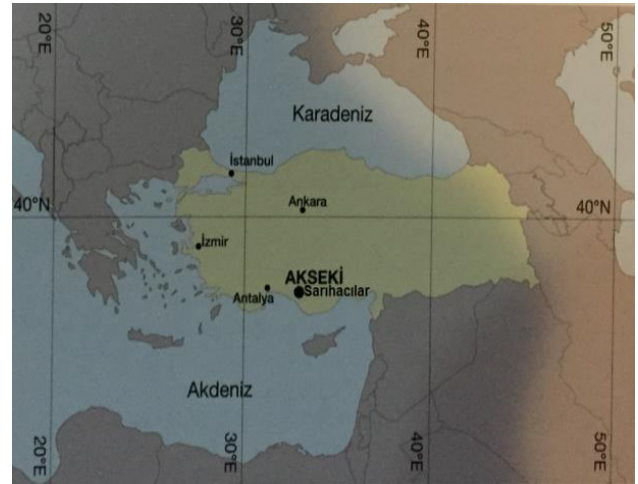 20°E
30°E
40°E
50°E
Karadeniz
İstanbul
40°N
Ankara
40°N
İzmir
AKSEKİ
Sarıhacılar
Antalya
Akdeniz
20°E
30°E
40°E
50°E